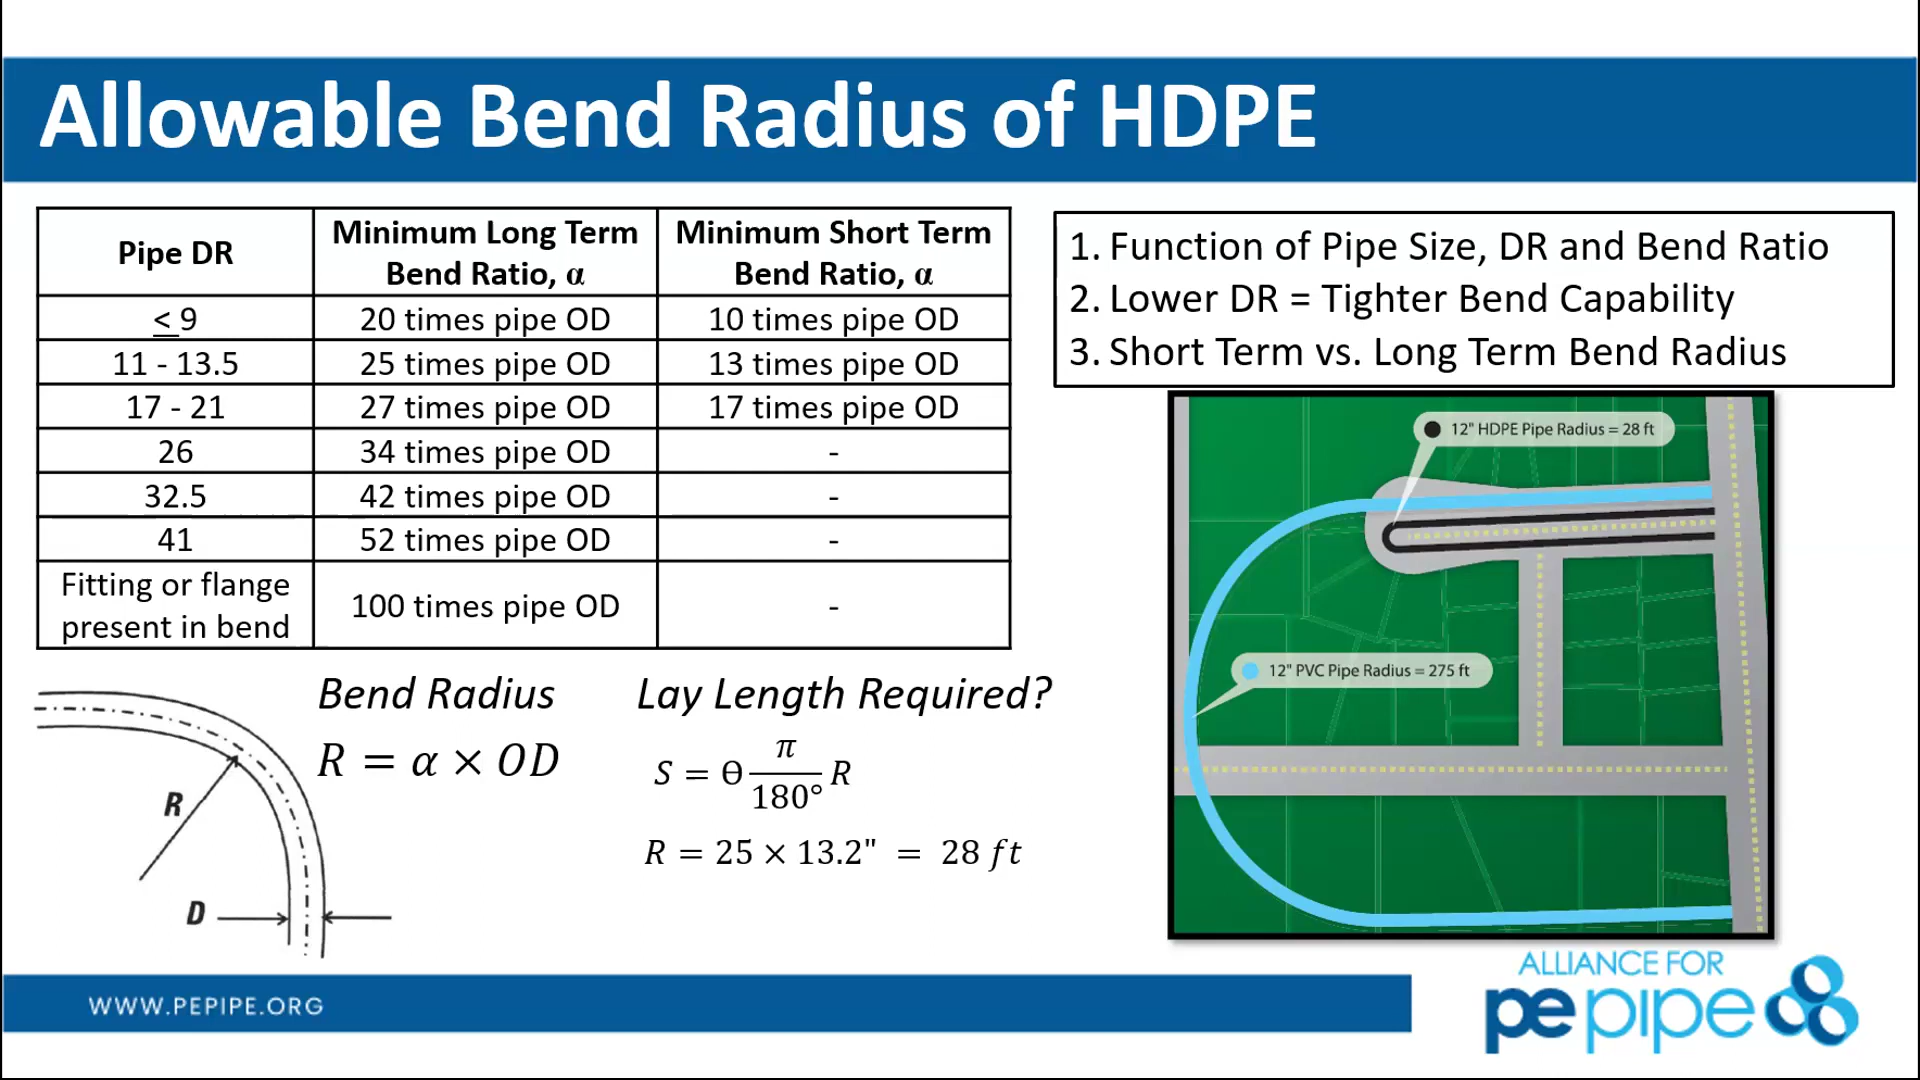 Allowable Bend Radius of HDPE
Pipe DR
Minimum Long Term
Bend Ratio, α
Minimum Short Term
Bend Ratio, α
< 9
20 times pipe OD
10 times pipe OD
11 - 13.5
25 times pipe OD
13 times pipe OD
17 - 21
27 times pipe OD
17 times pipe OD
26
34 times pipe OD
-
32.5
42 times pipe OD
-
41
52 times pipe OD
-
Fitting or flange
present in bend
100 times pipe OD
-
1. Function of Pipe Size, DR and Bend Ratio
2. Lower DR = Tighter Bend Capability
3. Short Term vs. Long Term Bend Radius
12" HDPE Pipe Radius = 28 ft
12" PVC Pipe Radius = 275 ft
R
D
Bend Radius
R = α × OD
Lay Length Required?
S = Θ π/180° R
R = 25 × 13.2" = 28 ft
WWW.PEPIPE.ORG
ALLIANCE FOR
pepipe